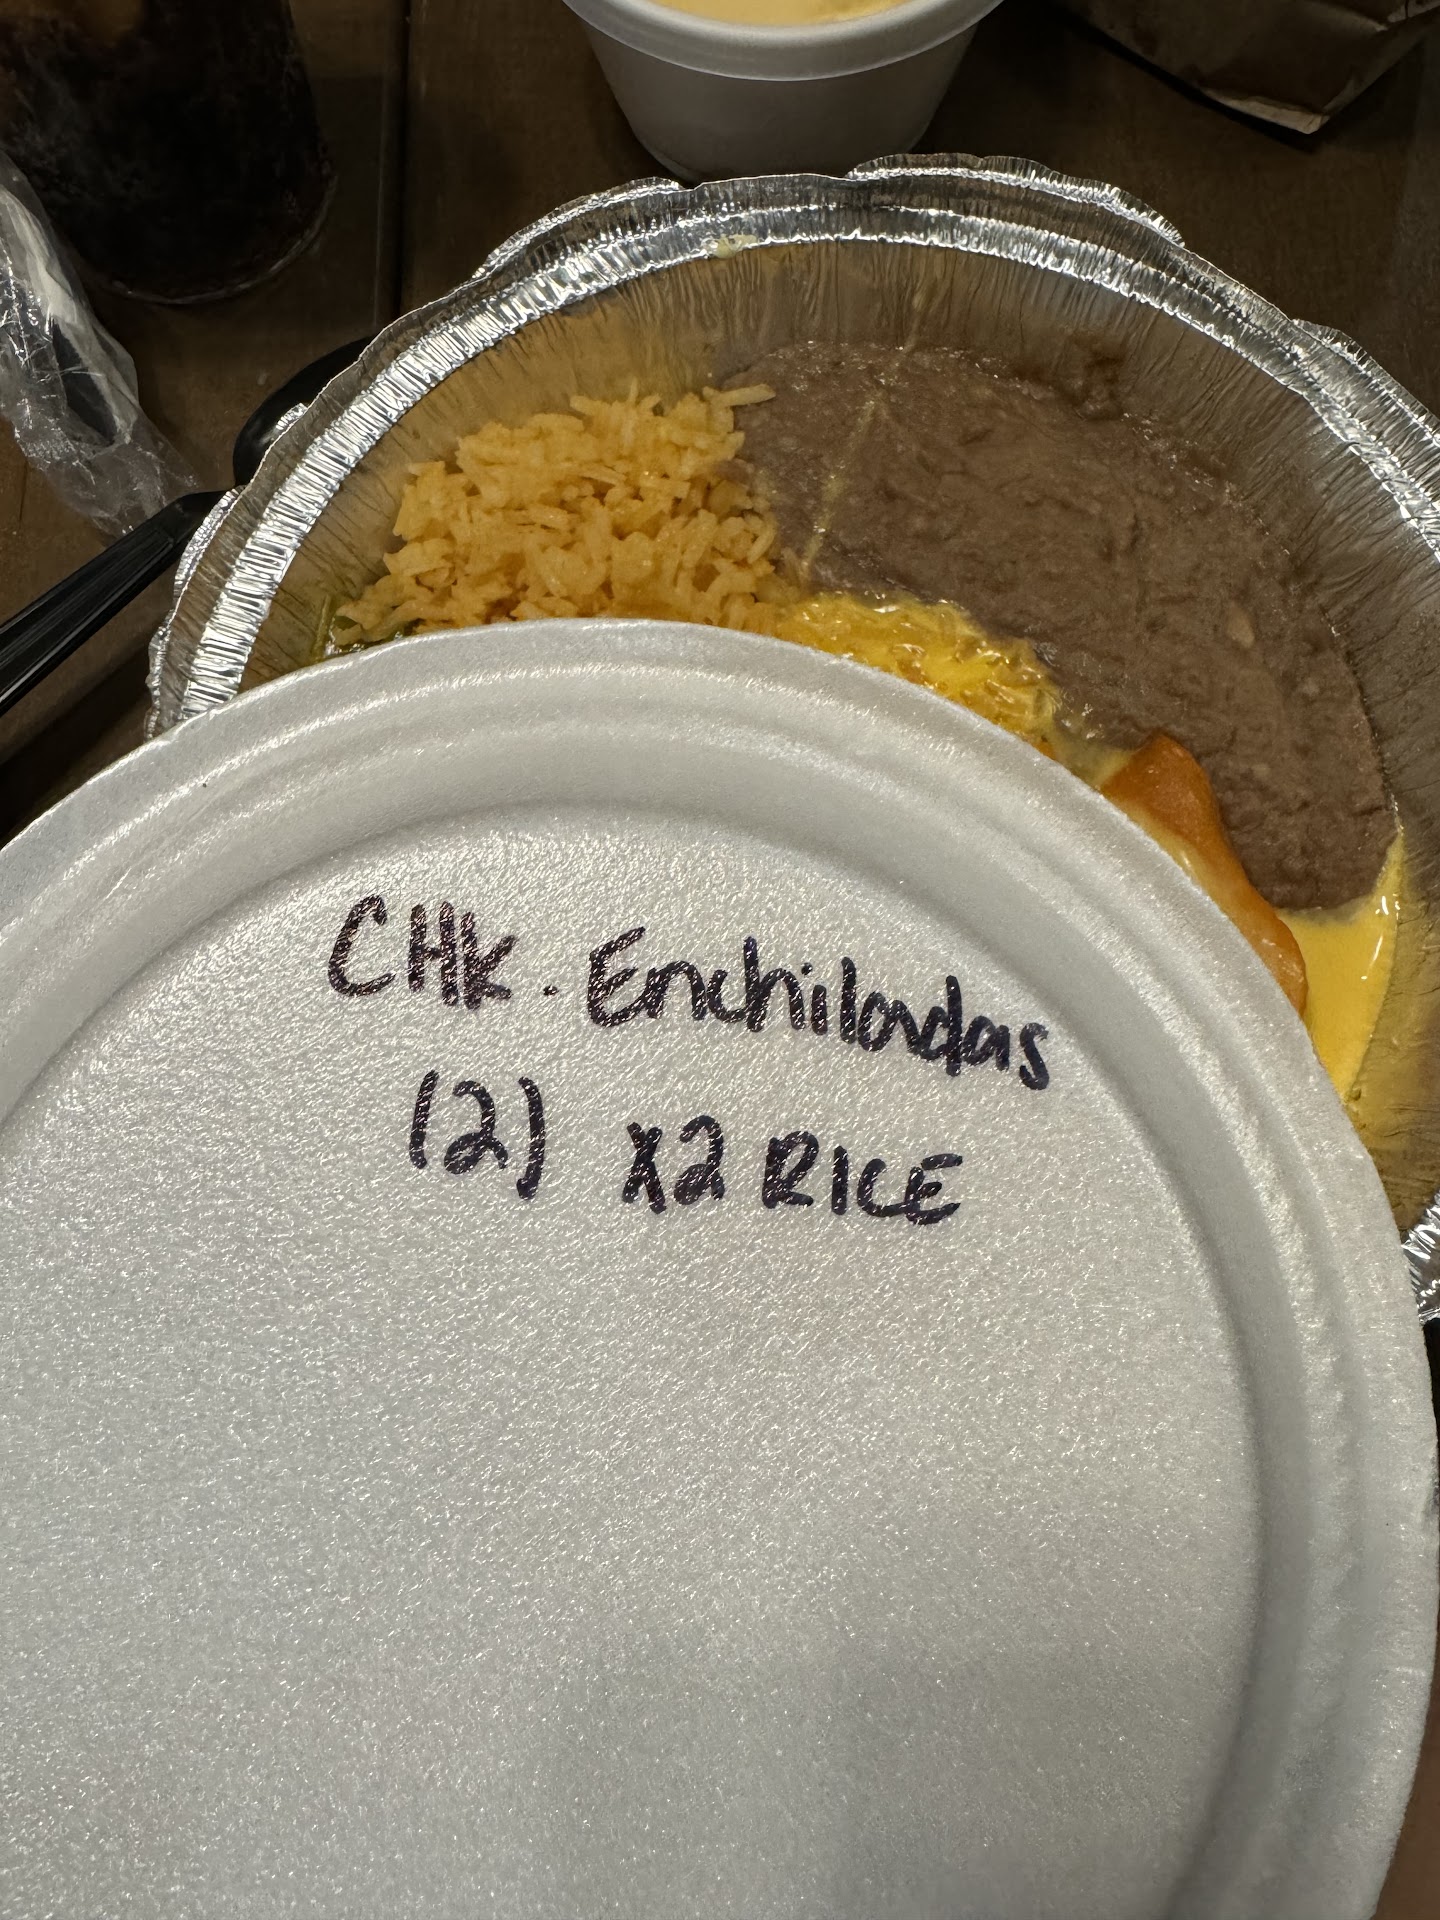 CHK. Enchiladas
(2) X2 RICE